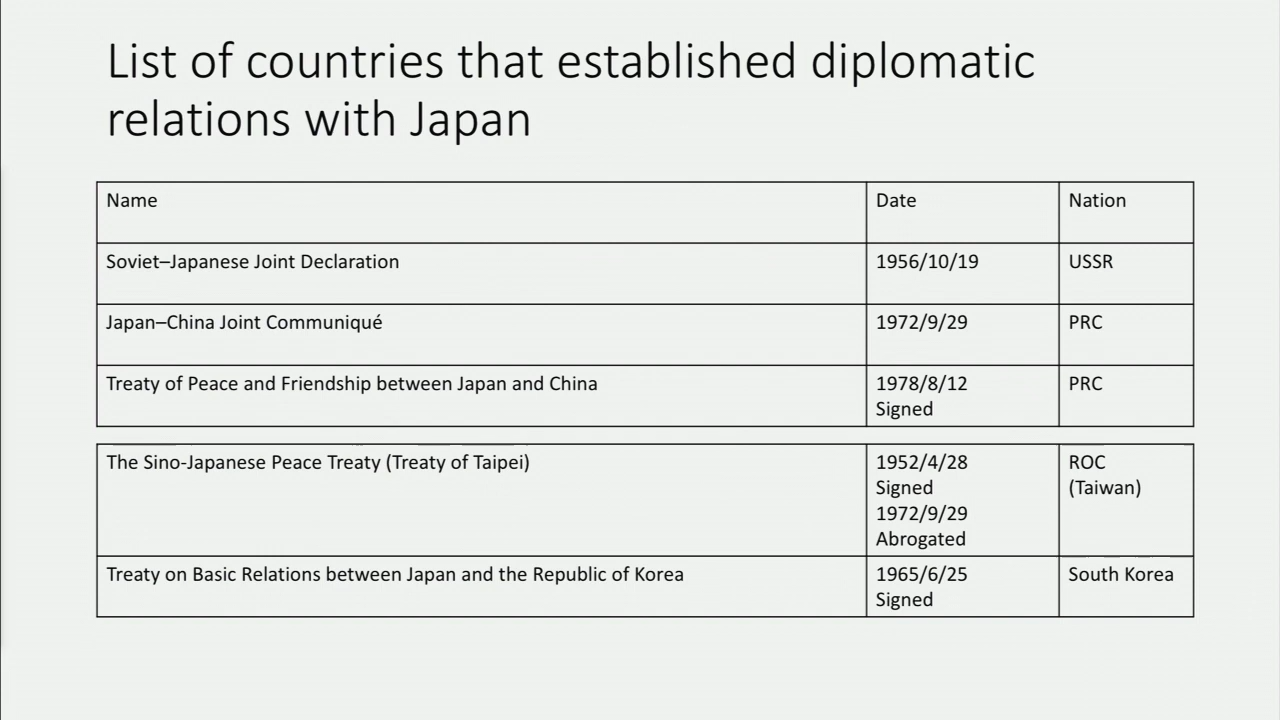 List of countries that established diplomatic
relations with Japan
Name Date Nation
Soviet–Japanese Joint Declaration 1956/10/19 USSR
Japan–China Joint Communiqué 1972/9/29 PRC
Treaty of Peace and Friendship between Japan and China 1978/8/12 PRC
Signed
The Sino-Japanese Peace Treaty (Treaty of Taipei) 1952/4/28 ROC
Signed (Taiwan)
1972/9/29
Abrogated
Treaty on Basic Relations between Japan and the Republic of Korea 1965/6/25 South Korea
Signed